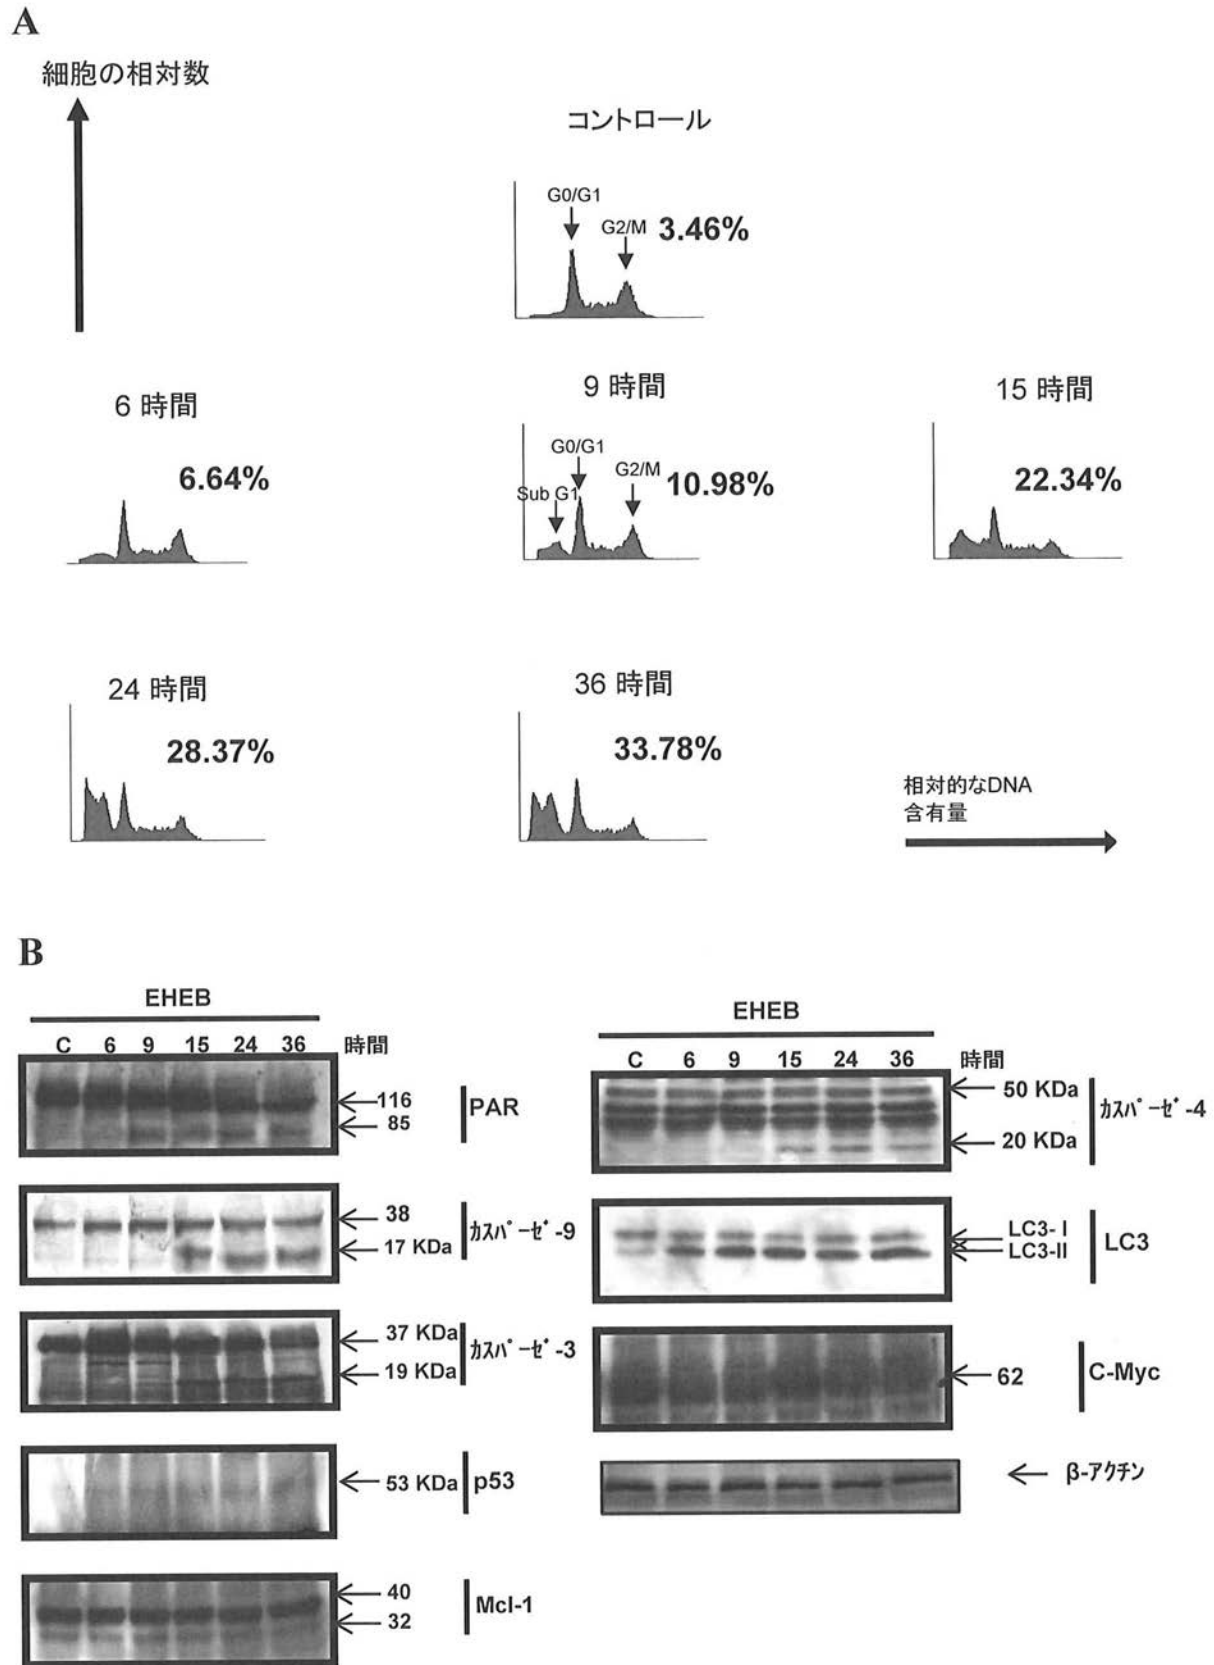 A
細胞の相対数
コントロール
G0/G1
G2/M
3.46%
6 時間
9 時間
15 時間
6.64%
G0/G1
Sub G1
G2/M
10.98%
22.34%
24 時間
36 時間
28.37%
33.78%
相対的なDNA
含有量
B
EHEB
C 6 9 15 24 36 時間
116
85
PAR
38
17 KDa
カスパーゼ-9
37 KDa
19 KDa
カスパーゼ-3
53 KDa
p53
40
32
Mcl-1
EHEB
C 6 9 15 24 36 時間
50 KDa
20 KDa
カスパーゼ-4
LC3- I
LC3-II
LC3
62
C-Myc
β-アクチン